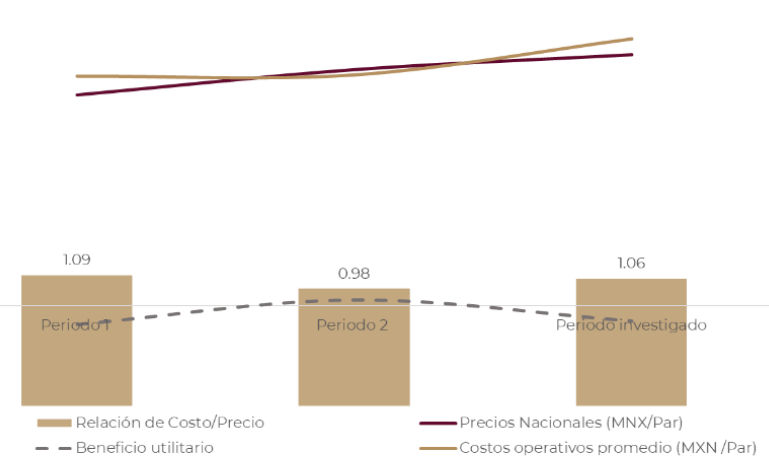 1.09
0.98
1.06
Periodo 1
Periodo 2
Periodo investigado
Relación de Costo/Precio
Precios Nacionales (MNX/Par)
Beneficio utilitario
Costos operativos promedio (MXN /Par)